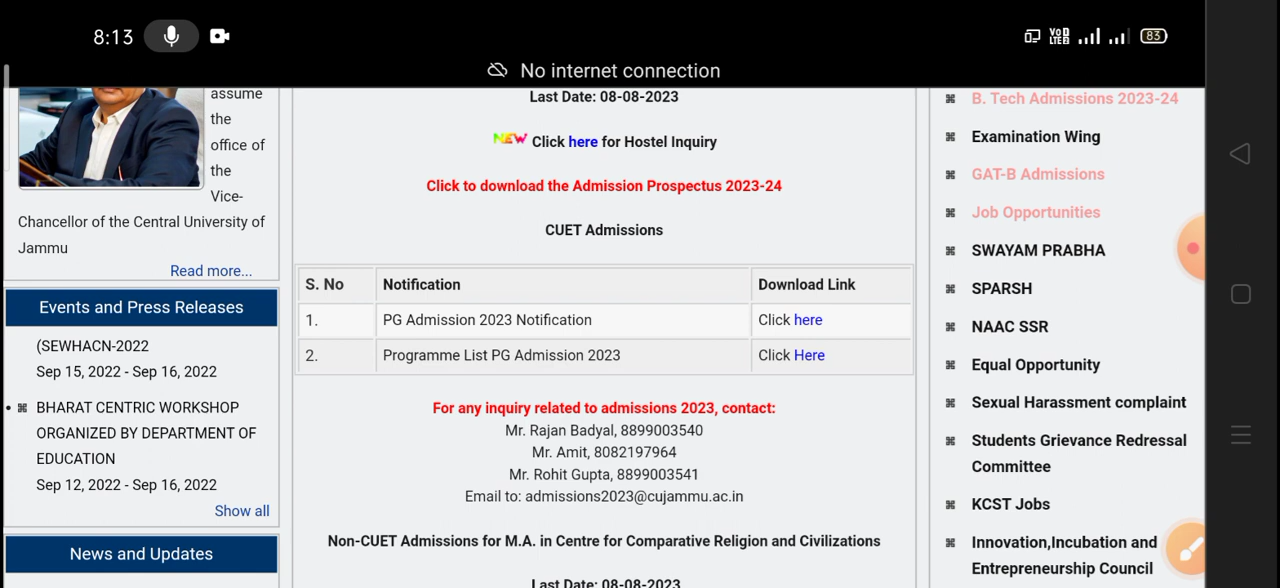 8:13
VoD LTE2
83
No internet connection
assume
the
office of
the
Vice-
Chancellor of the Central University of
Jammu
Read more...
Events and Press Releases
(SEWHACN-2022
Sep 15, 2022 - Sep 16, 2022
BHARAT CENTRIC WORKSHOP
ORGANIZED BY DEPARTMENT OF
EDUCATION
Sep 12, 2022 - Sep 16, 2022
Show all
News and Updates
Last Date: 08-08-2023
NEW Click here for Hostel Inquiry
Click to download the Admission Prospectus 2023-24
CUET Admissions
S. No Notification Download Link
1. PG Admission 2023 Notification Click here
2. Programme List PG Admission 2023 Click Here
For any inquiry related to admissions 2023, contact:
Mr. Rajan Badyal, 8899003540
Mr. Amit, 8082197964
Mr. Rohit Gupta, 8899003541
Email to: admissions2023@cujammu.ac.in
Non-CUET Admissions for M.A. in Centre for Comparative Religion and Civilizations
Last Date: 08-08-2023
B. Tech Admissions 2023-24
Examination Wing
GAT-B Admissions
Job Opportunities
SWAYAM PRABHA
SPARSH
NAAC SSR
Equal Opportunity
Sexual Harassment complaint
Students Grievance Redressal
Committee
KCST Jobs
Innovation,Incubation and
Entrepreneurship Council